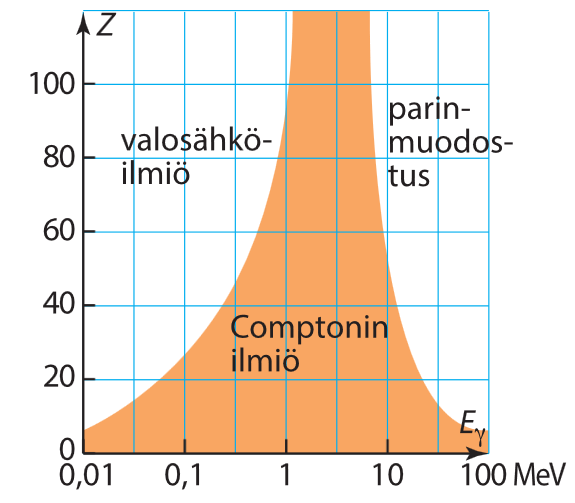 Z
100
80
60
40
20
0
valosähkö-
ilmiö
parin-
muodos-
tus
Comptonin
ilmiö
Eγ
0,01 0,1 1 10 100 MeV